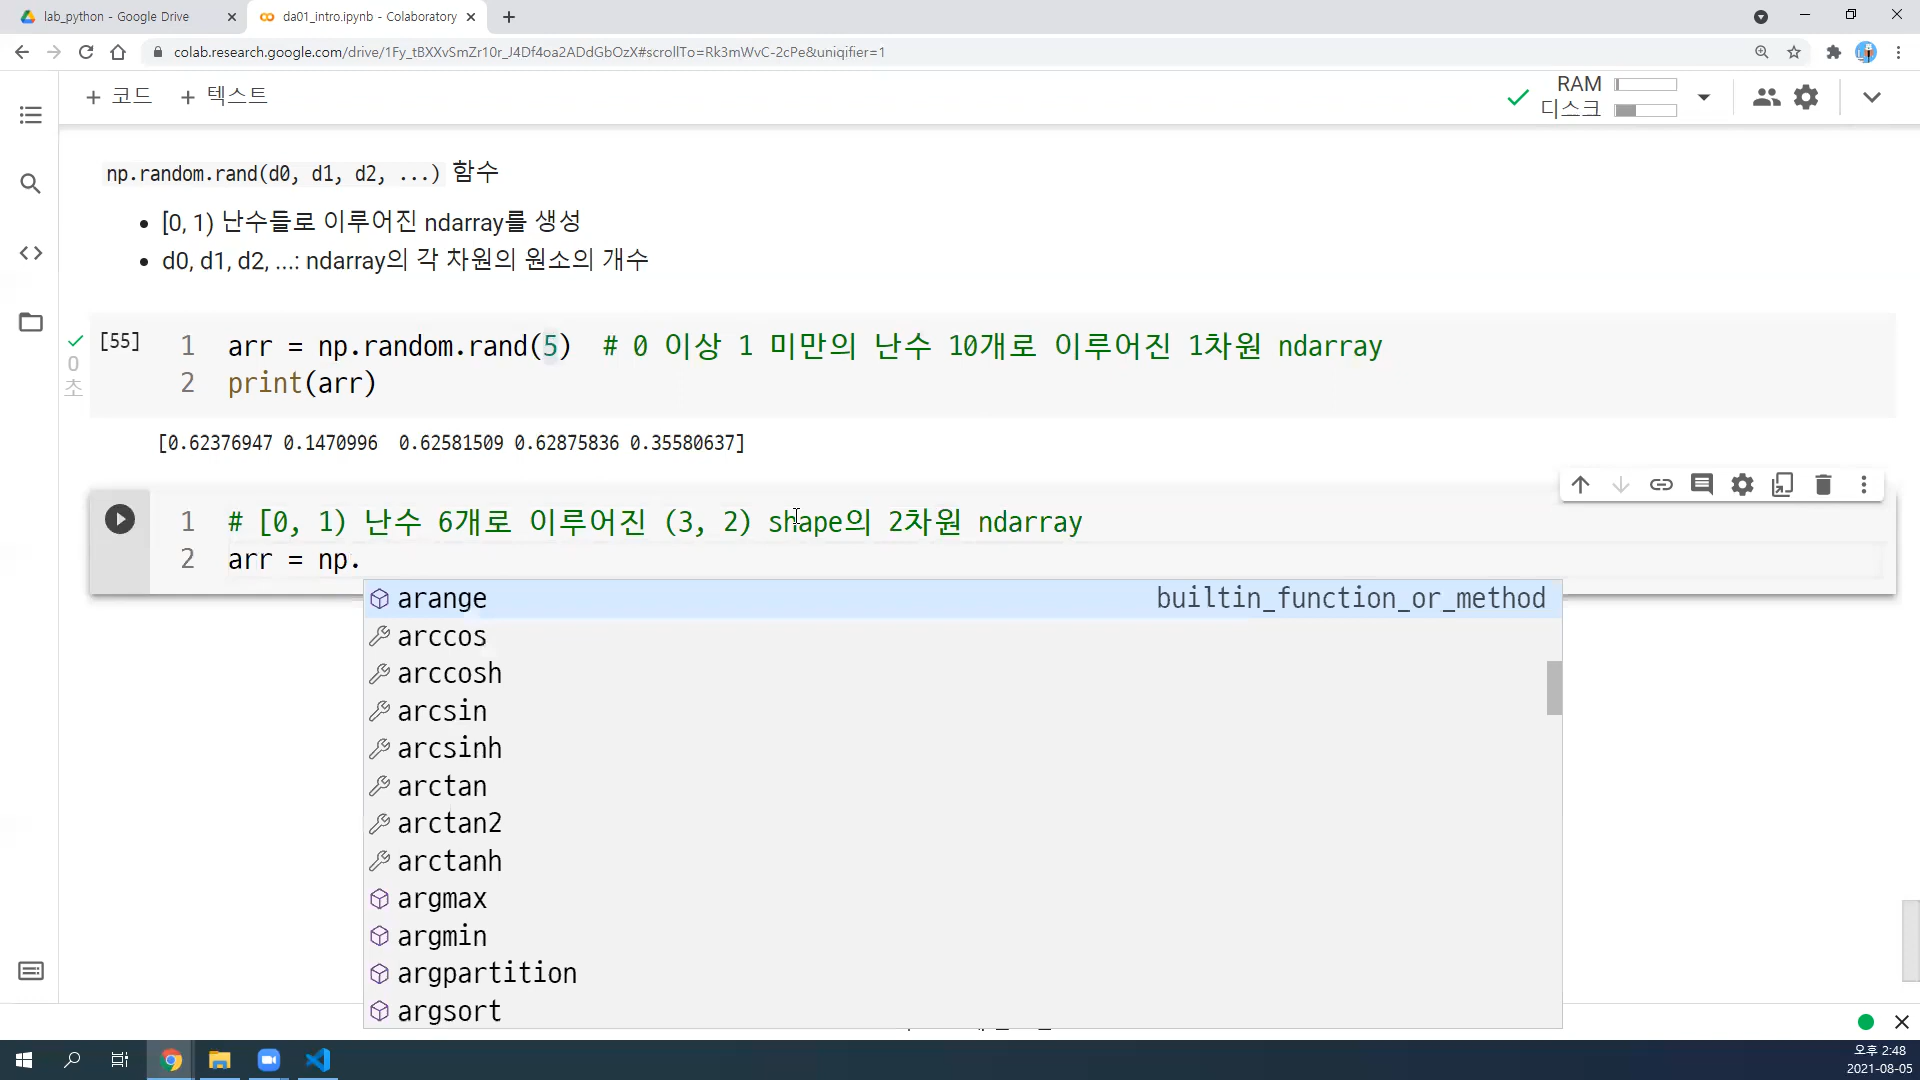 lab_python - Google Drive
da01_intro.ipynb - Colaboratory
colab.research.google.com/drive/1Fy_tBXXvSmZr10r_J4Df4oa2ADdGbOzX#scrollTo=Rk3mWvC-2cPe&uniqifier=1
+ 코드 + 텍스트
RAM
디스크
np.random.rand(d0, d1, d2, ...) 함수
• [0, 1) 난수들로 이루어진 ndarray를 생성
• d0, d1, d2, ...: ndarray의 각 차원의 원소의 개수
[55]
0
초
1 arr = np.random.rand(5) # 0 이상 1 미만의 난수 10개로 이루어진 1차원 ndarray
2 print(arr)
[0.62376947 0.1470996 0.62581509 0.62875836 0.35580637]
1 # [0, 1) 난수 6개로 이루어진 (3, 2) shape의 2차원 ndarray
2 arr = np.
arange builtin_function_or_method
arccos
arccosh
arcsin
arcsinh
arctan
arctan2
arctanh
argmax
argmin
argpartition
argsort
오후 2:48
2021-08-05